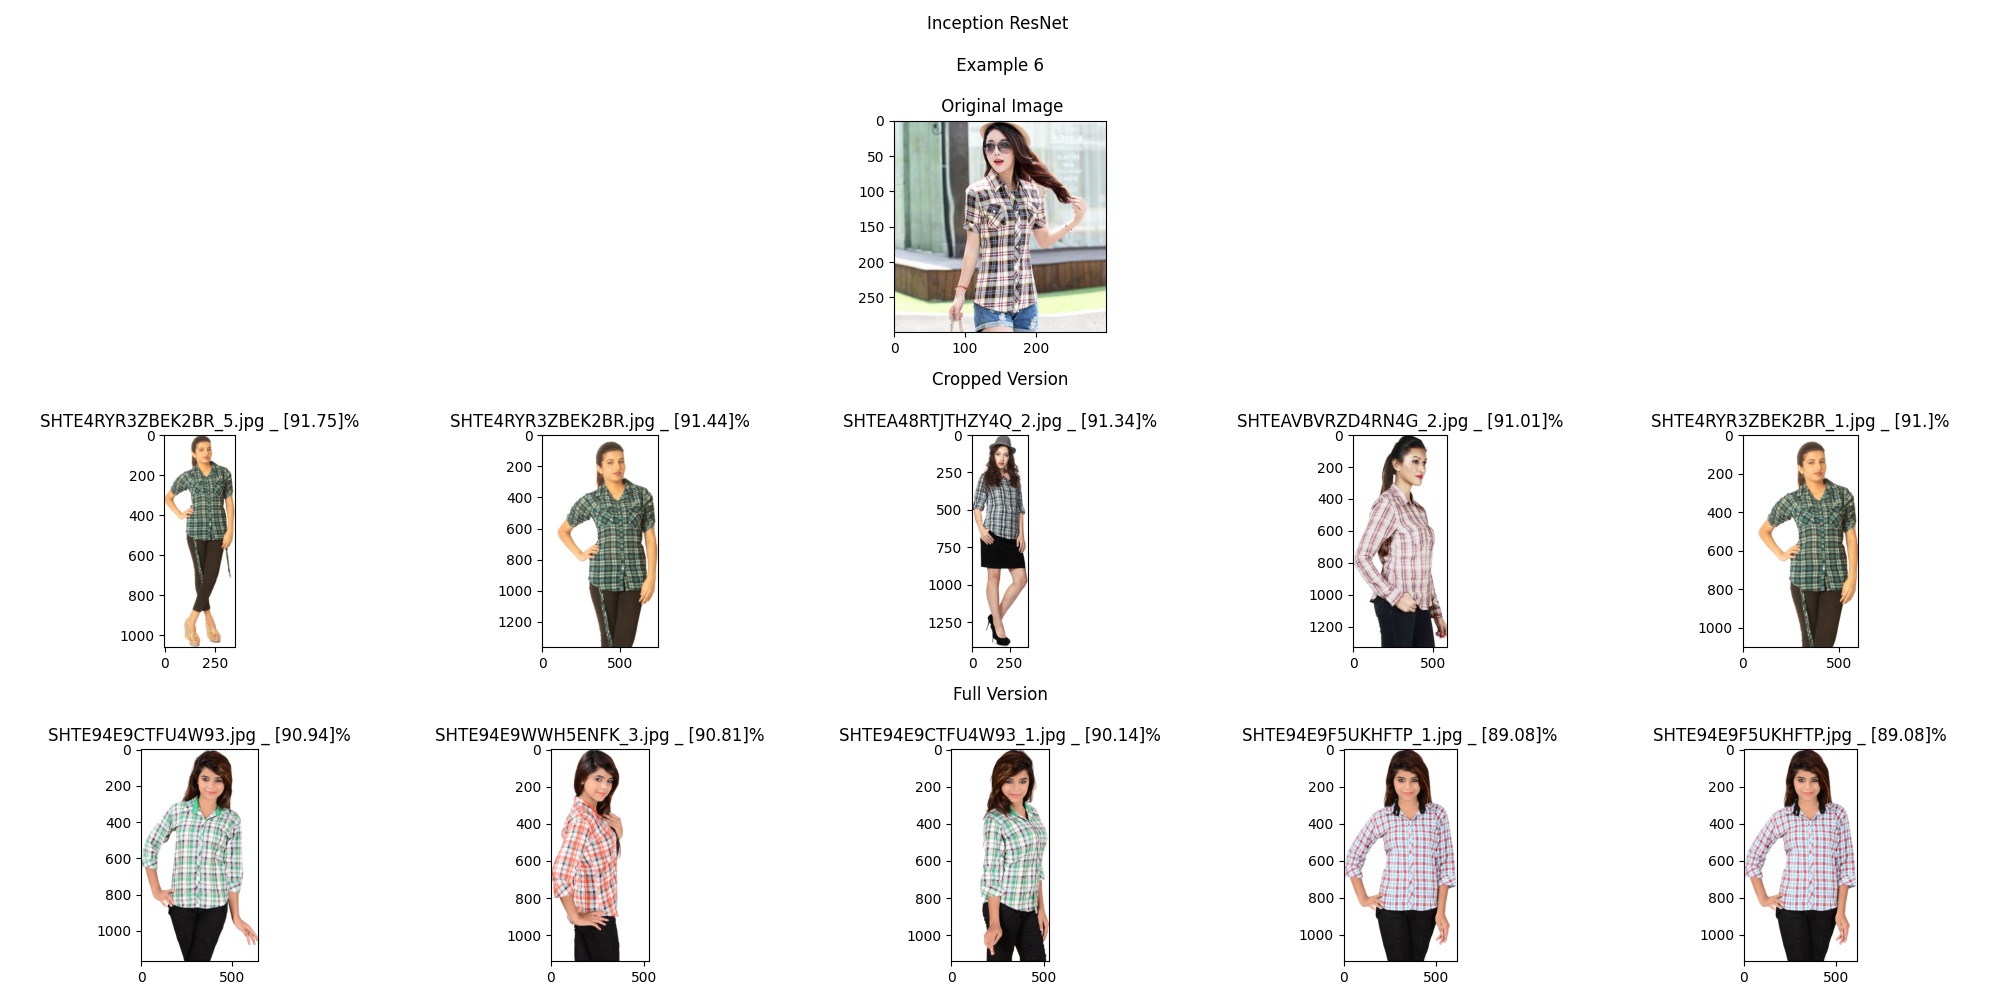 Inception ResNet
Example 6
Original Image
0
50
100
150
200
250
0 100 200
Cropped Version
SHTE4RYR3ZBEK2BR_5.jpg _ [91.75]% SHTE4RYR3ZBEK2BR.jpg _ [91.44]% SHTEA48RTJTHZY4Q_2.jpg _ [91.34]% SHTEAVBVRZD4RN4G_2.jpg _ [91.01]% SHTE4RYR3ZBEK2BR_1.jpg _ [91.]%
0 0 0 0 0
200 200 250 200 200
400 400 500 400 400
600 600 750 600 600
800 800 1000 800 800
1000 1000 1250 1000 1000
1200 1200
0 250 0 500 0 250 0 500 0 500
Full Version
SHTE94E9CTFU4W93.jpg _ [90.94]% SHTE94E9WWH5ENFK_3.jpg _ [90.81]% SHTE94E9CTFU4W93_1.jpg _ [90.14]% SHTE94E9F5UKHFTP_1.jpg _ [89.08]% SHTE94E9F5UKHFTP.jpg _ [89.08]%
0 0 0 0 0
200 200 200 200 200
400 400 400 400 400
600 600 600 600 600
800 800 800 800 800
1000 1000 1000 1000 1000
0 500 0 500 0 500 0 500 0 500